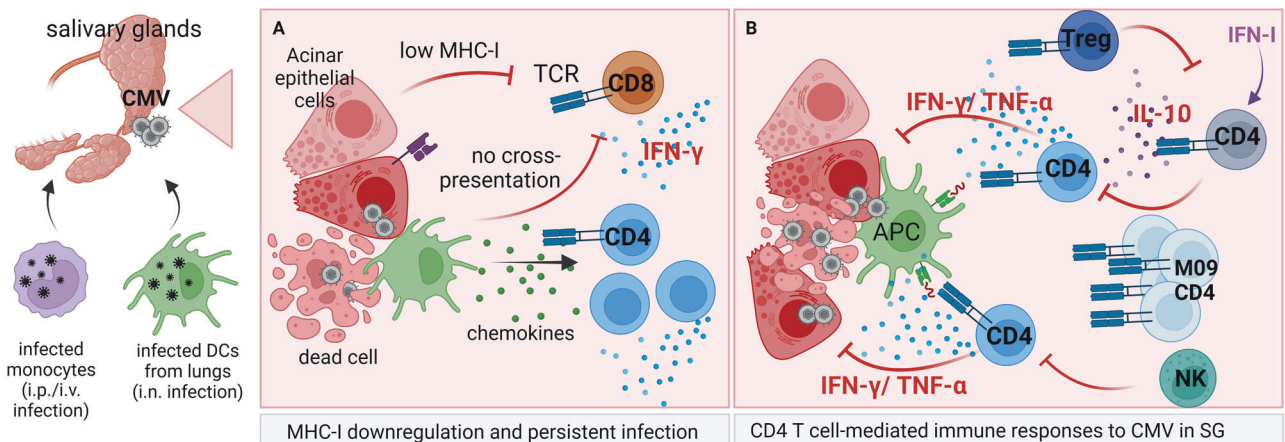 salivary glands
CMV
infected
monocytes
(i.p./i.v.
infection)
infected DCs
from lungs
(i.n. infection)
A
Acinar
epithelial
cells
low MHC-I
TCR
CD8
IFN-γ
no cross-
presentation
CD4
chemokines
dead cell
MHC-I downregulation and persistent infection
B
Treg
IFN-I
IFN-γ/ TNF-α
IL-10
CD4
CD4
APC
M09
CD4
CD4
IFN-γ/ TNF-α
NK
CD4 T cell-mediated immune responses to CMV in SG